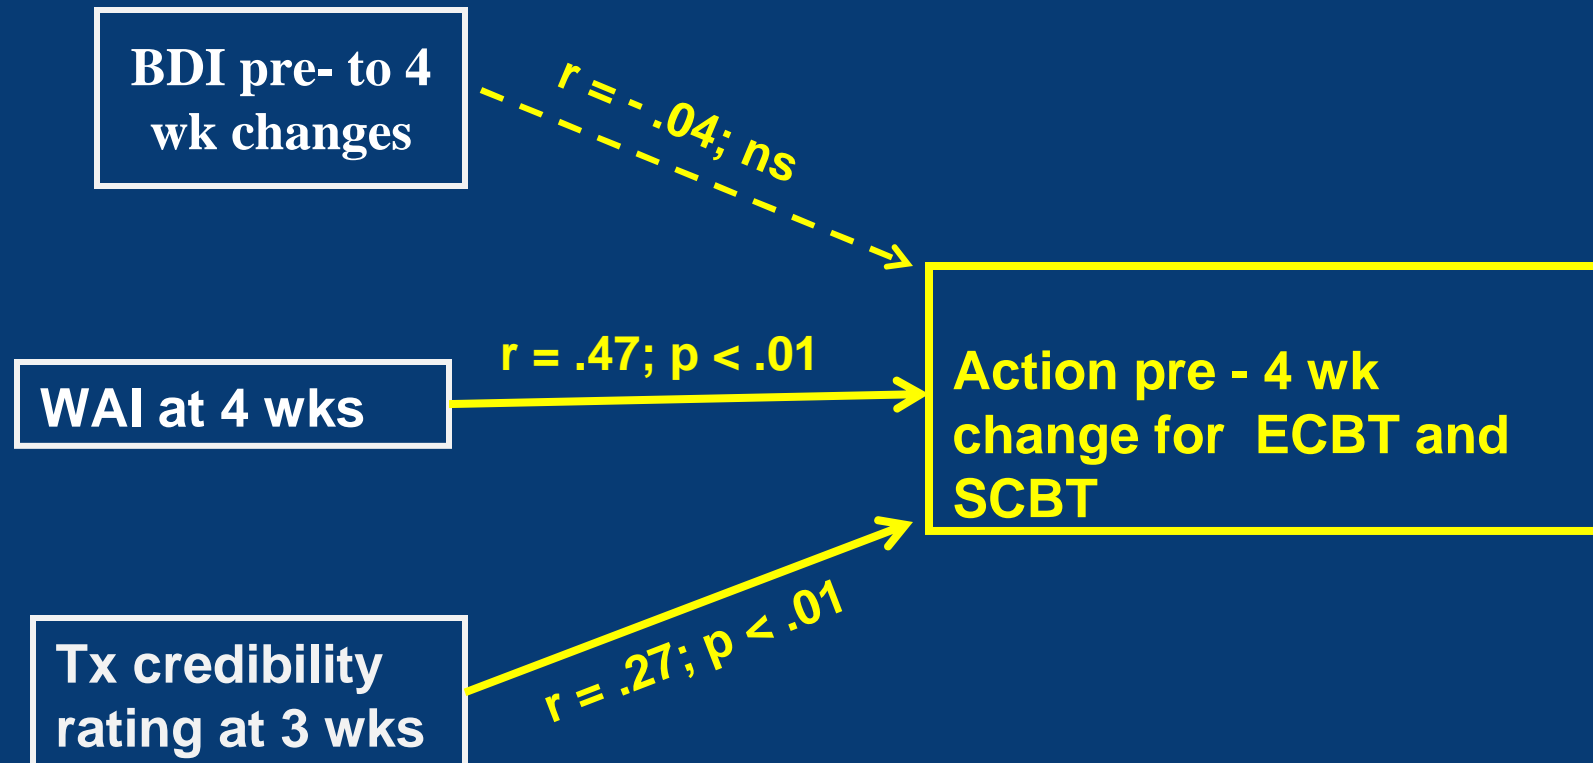 BDI pre- to 4
wk changes
r = - .04; ns
r = .47; p < .01
WAI at 4 wks
Action pre - 4 wk
change for ECBT and
SCBT
r = .27; p < .01
Tx credibility
rating at 3 wks